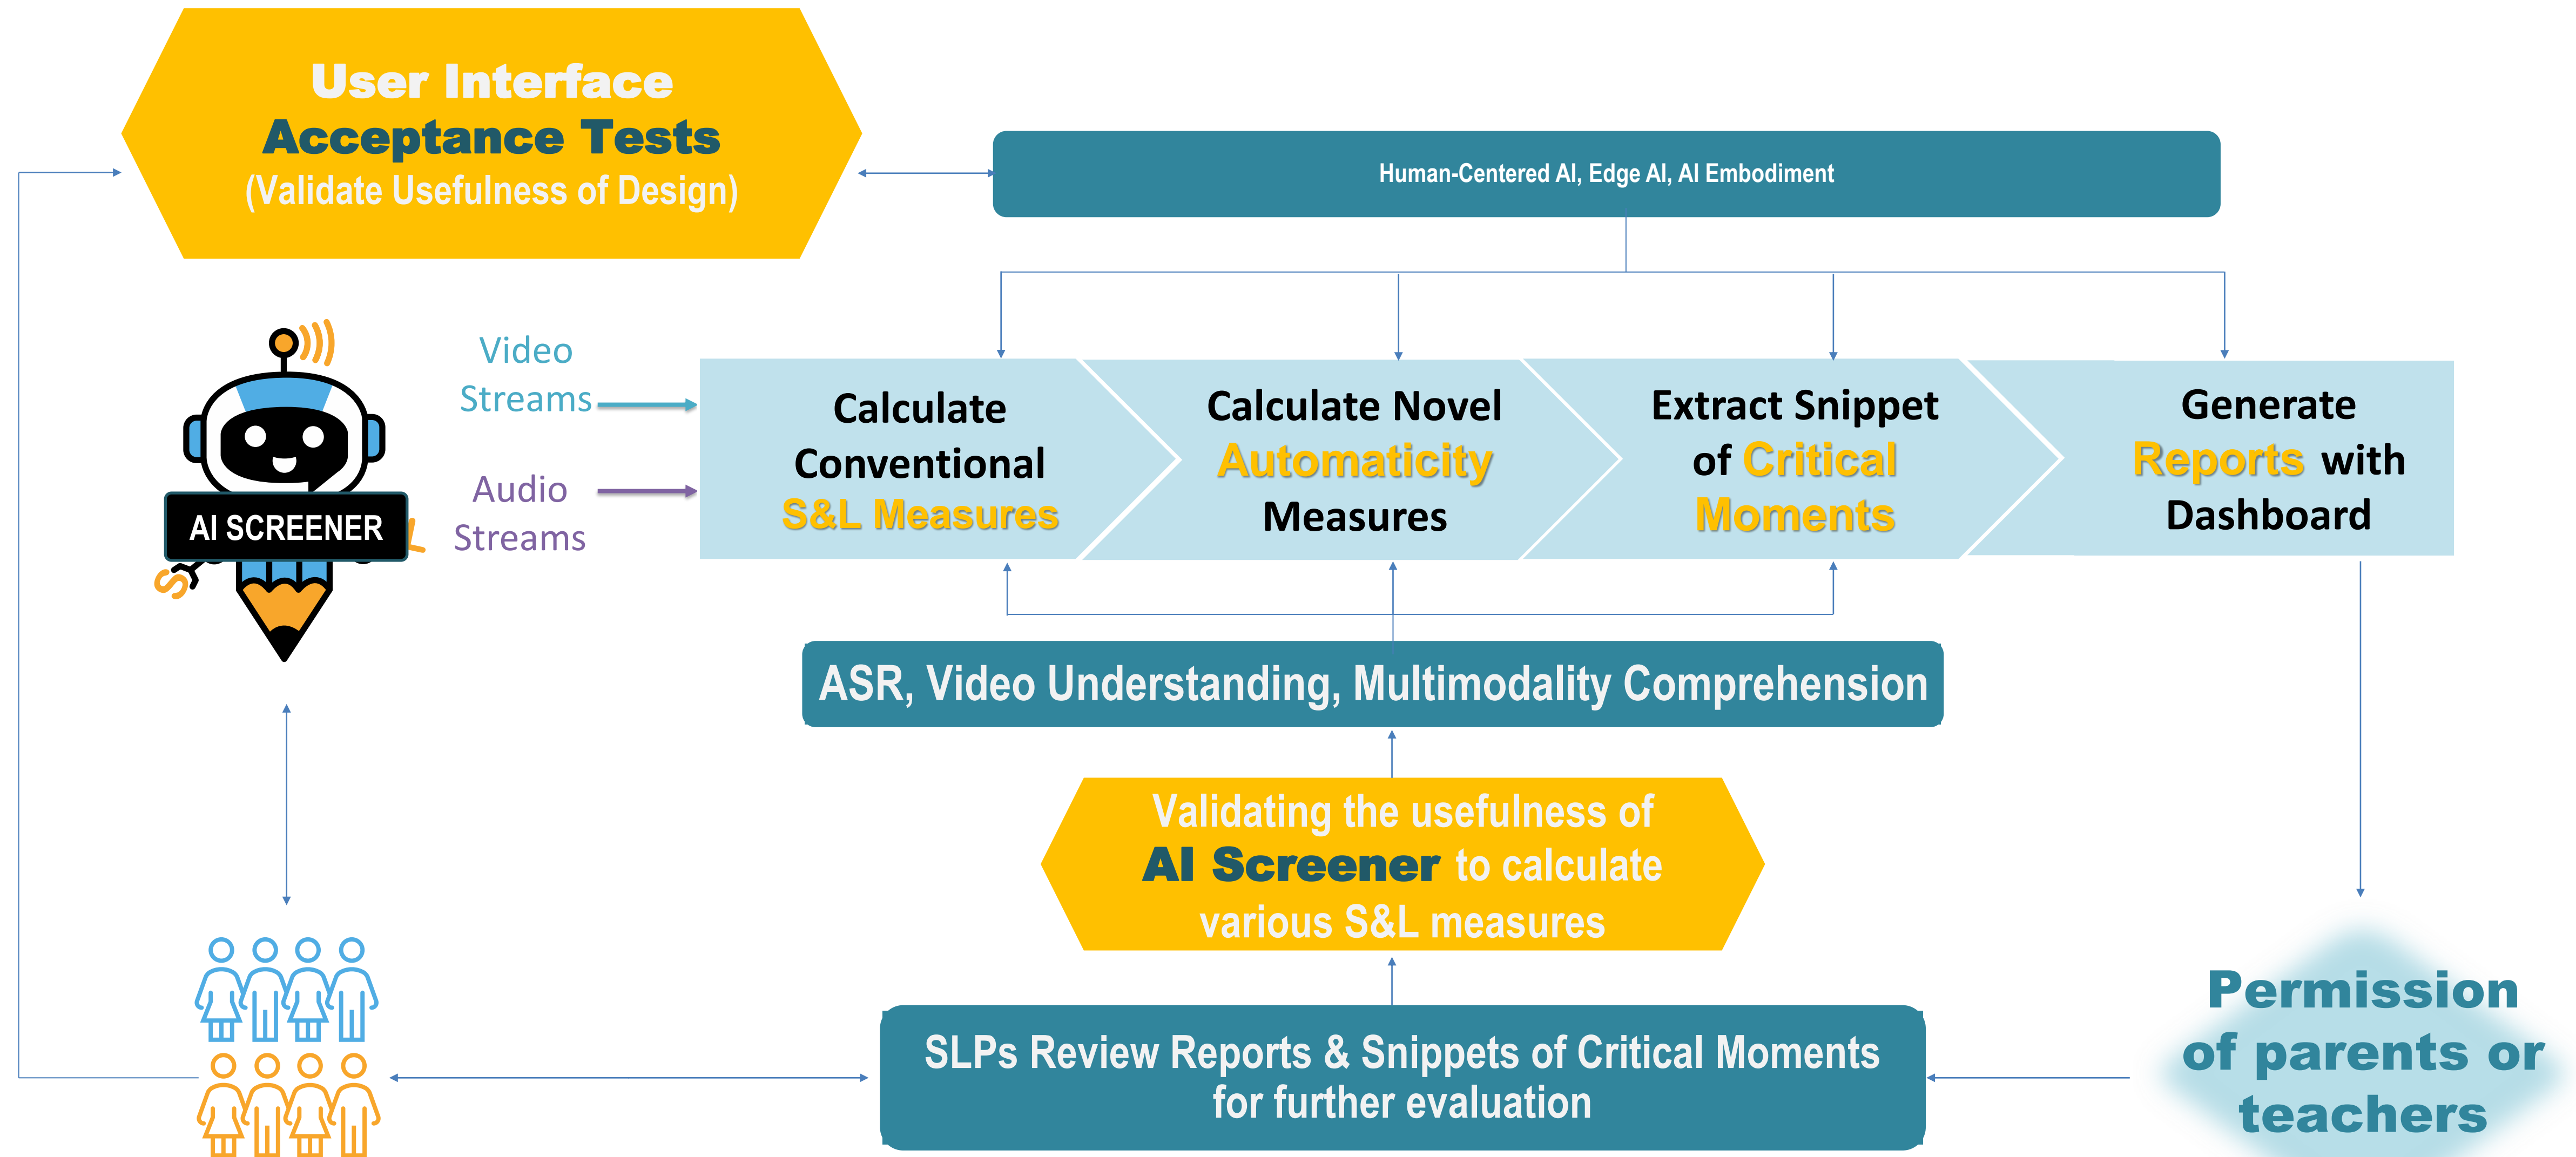 User Interface
Acceptance Tests
(Validate Usefulness of Design)
Human-Centered AI, Edge AI, AI Embodiment
Video
Streams
Audio
Streams
AI SCREENER
S
L
Calculate
Conventional
S&L Measures
Calculate Novel
Automaticity
Measures
Extract Snippet
of Critical
Moments
Generate
Reports with
Dashboard
ASR, Video Understanding, Multimodality Comprehension
Validating the usefulness of
AI Screener to calculate
various S&L measures
SLPs Review Reports & Snippets of Critical Moments
for further evaluation
Permission
of parents or
teachers